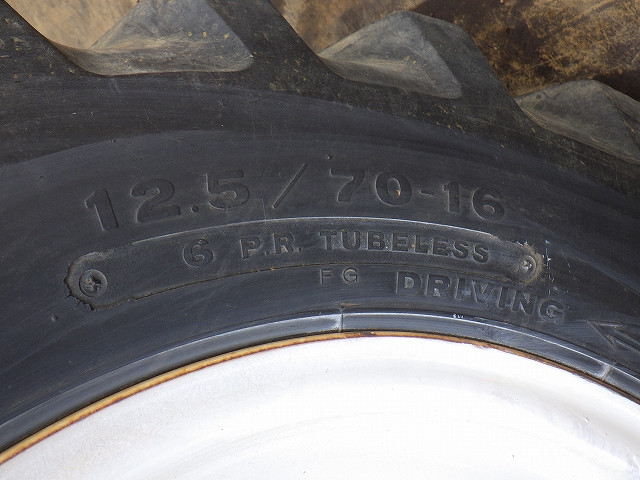 12.5/70-16
6 P.R. TUBELESS
FG DRIVING